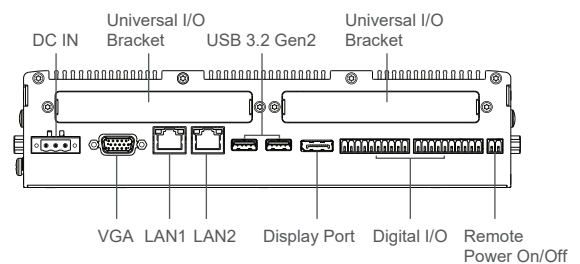 Universal I/O
Bracket
DC IN
USB 3.2 Gen2
Universal I/O
Bracket
VGA
LAN1
LAN2
Display Port
Digital I/O
Remote
Power On/Off